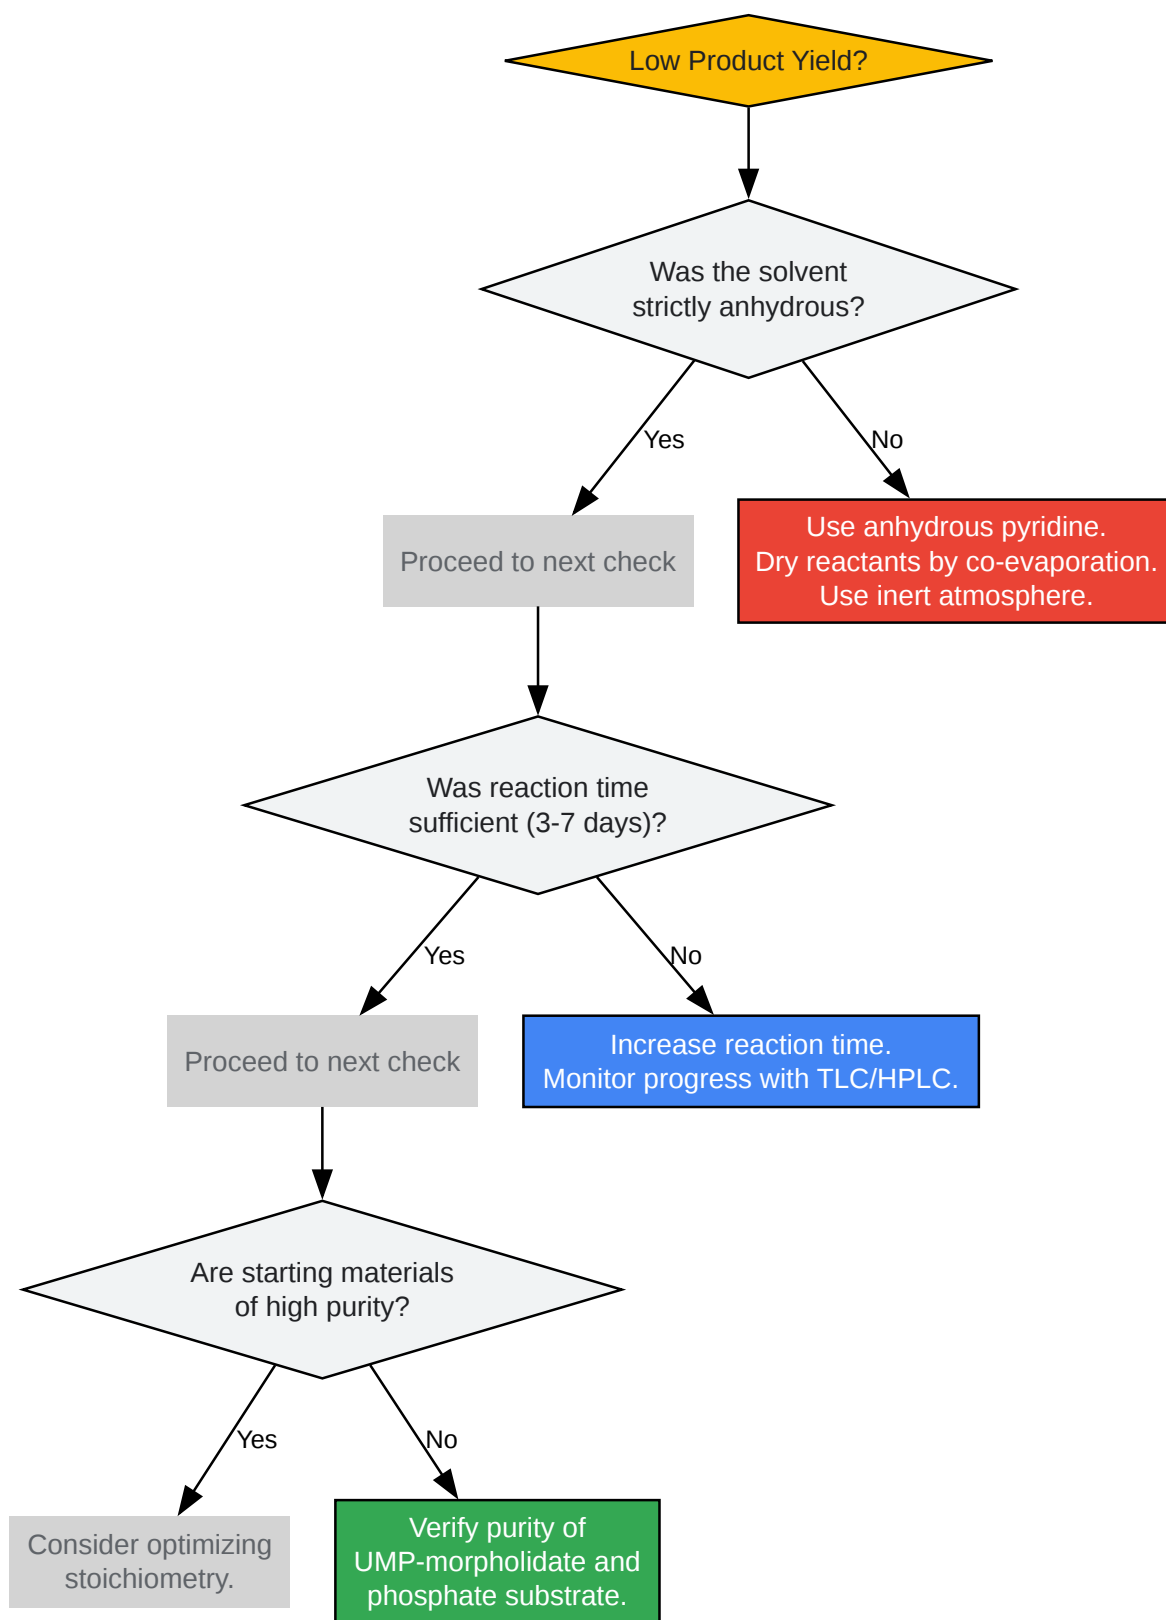 Low Product Yield?
Was the solvent
strictly anhydrous?
Yes
No
Proceed to next check
Use anhydrous pyridine.
Dry reactants by co-evaporation.
Use inert atmosphere.
Was reaction time
sufficient (3-7 days)?
Yes
No
Proceed to next check
Increase reaction time.
Monitor progress with TLC/HPLC.
Are starting materials
of high purity?
Yes
No
Consider optimizing
stoichiometry.
Verify purity of
UMP-morpholidate and
phosphate substrate.